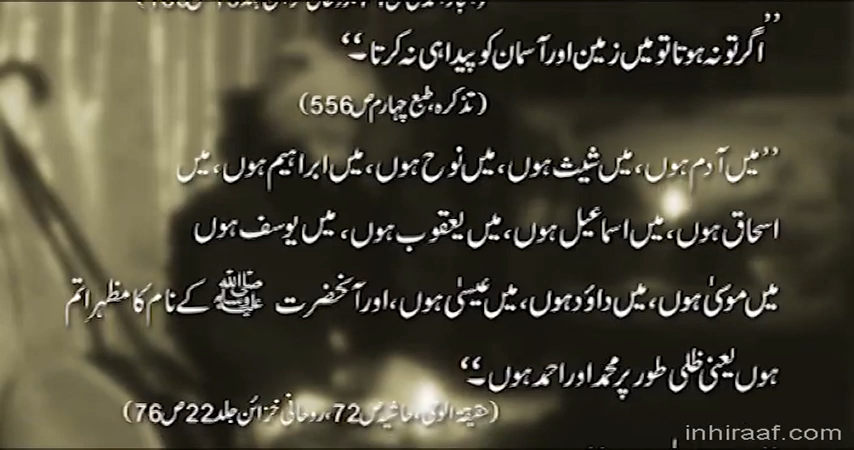 ”اگر تو نہ ہوتا تو میں زمین اور آسمان کو پیدا ہی نہ کرتا۔“
(تذکرہ، طبع چہارم ص 556)
”میں آدم ہوں، میں شیث ہوں، میں نوح ہوں، میں ابراہیم ہوں، میں
اسحاق ہوں، میں اسماعیل ہوں، میں یعقوب ہوں، میں یوسف ہوں
میں موسیٰ ہوں، میں داؤد ہوں، میں عیسیٰ ہوں، اور آنحضرت ﷺ کے نام کا مظہرِ اتم
ہوں یعنی ظلی طور پر محمد اور احمد ہوں۔“
(حقیقۃ الوحی، حاشیہ ص 72، روحانی خزائن جلد 22 ص 76)
inhiraaf.com